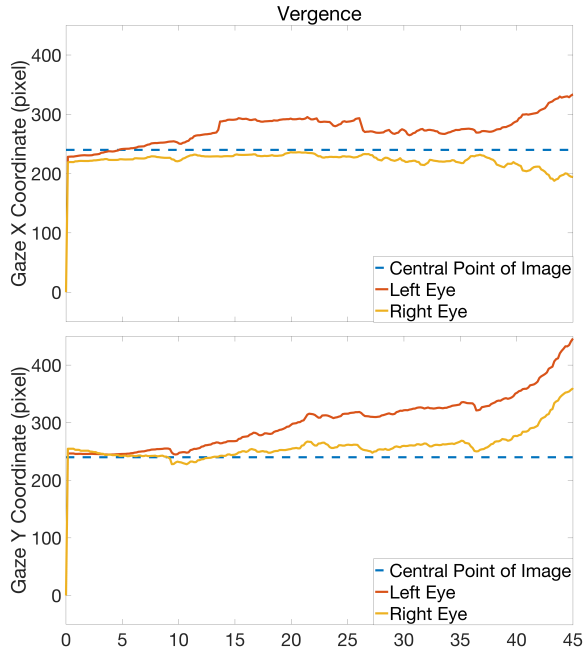 Vergence
Gaze X Coordinate (pixel)
400
300
200
100
0
Central Point of Image
Left Eye
Right Eye
Gaze Y Coordinate (pixel)
400
300
200
100
0
Central Point of Image
Left Eye
Right Eye
0 5 10 15 20 25 30 35 40 45